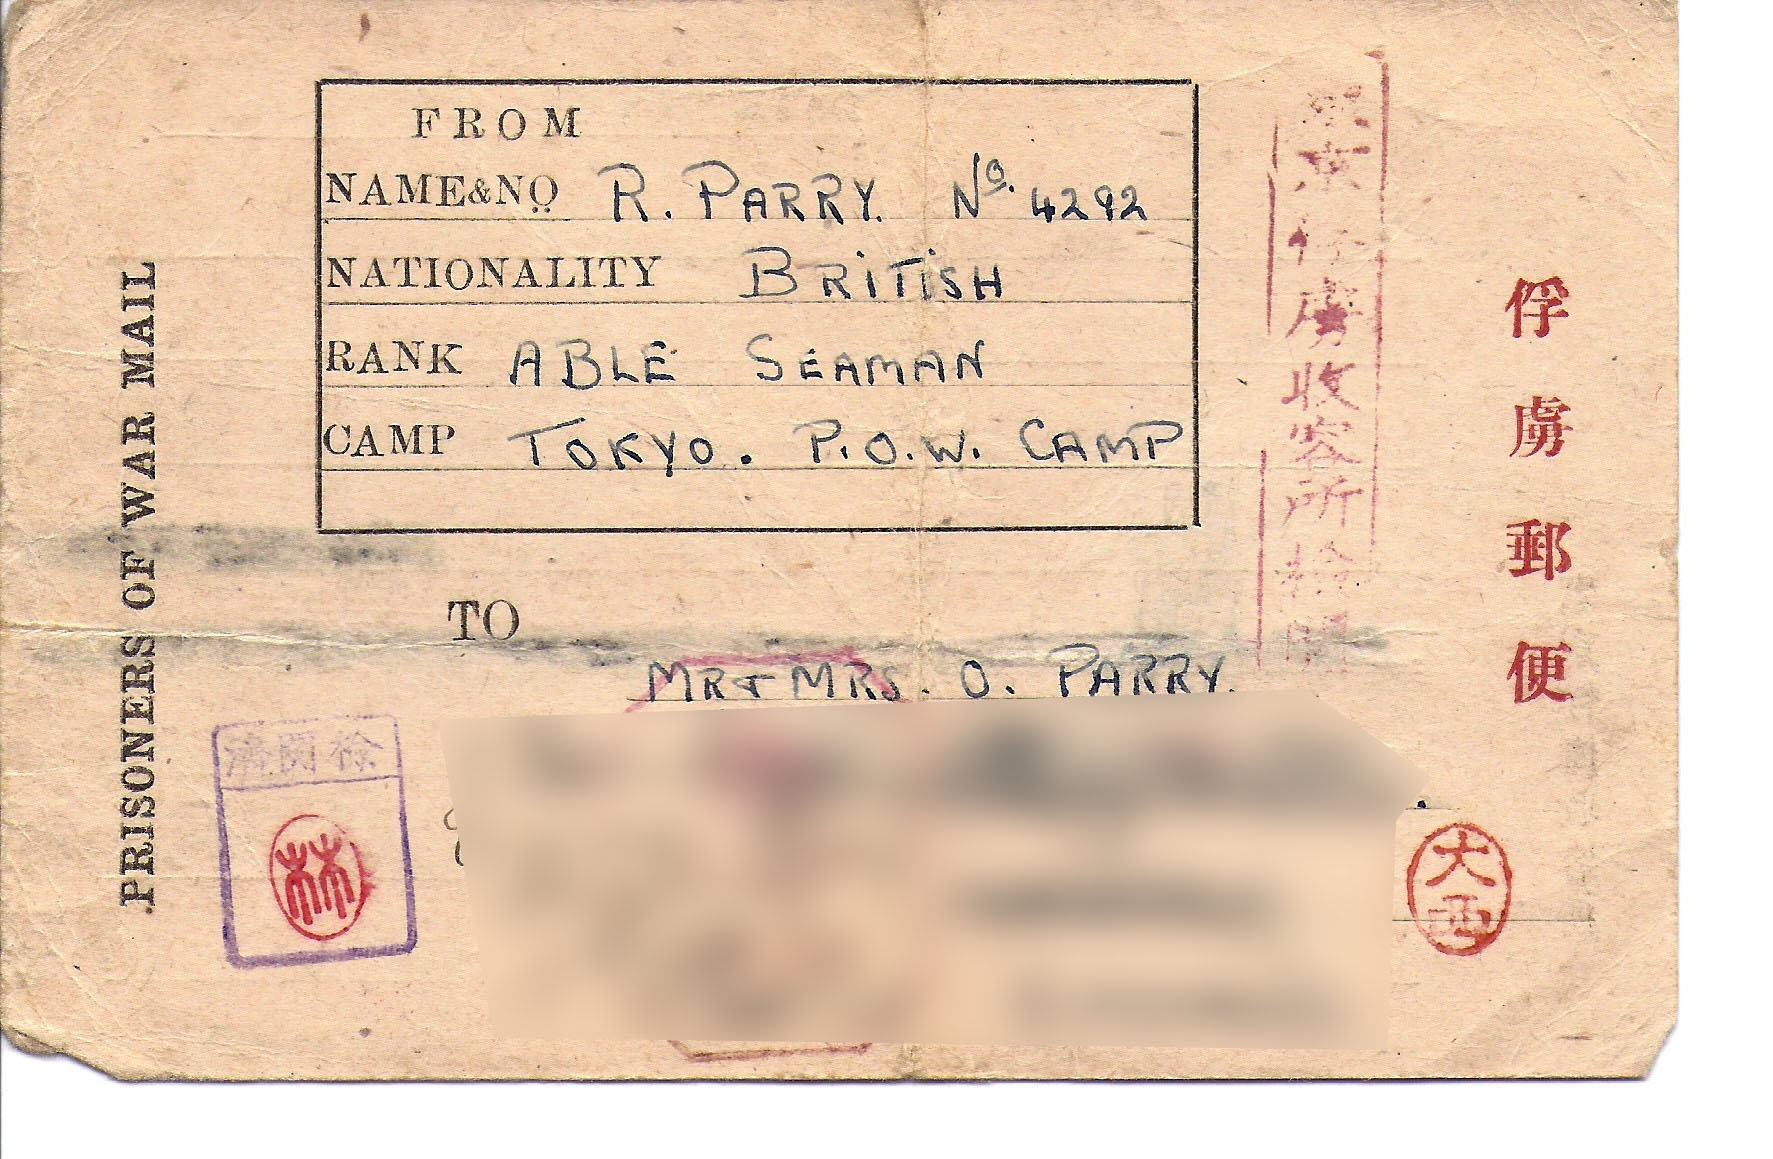 FROM
NAME&NO R. PARRY. No. 4292
NATIONALITY BRITISH
RANK ABLE SEAMAN
CAMP TOKYO. P.O.W. CAMP
TO
MR & MRS. O. PARRY.
PRISONERS OF WAR MAIL
俘虜郵便
東京俘虜收容所檢閲
檢閲濟
林
大西